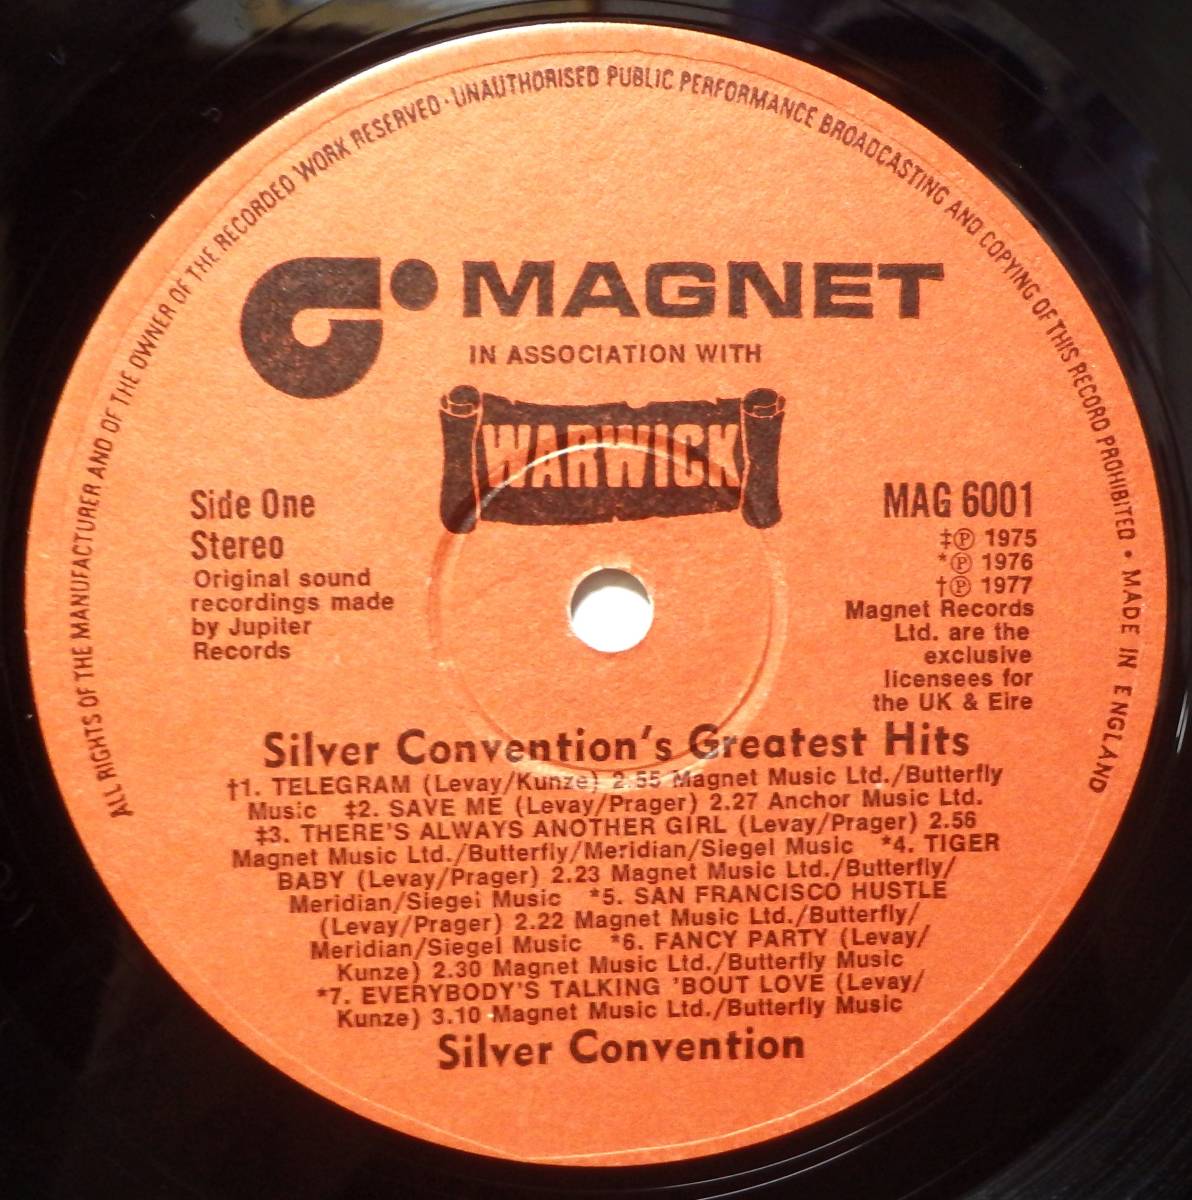 ALL RIGHTS OF THE MANUFACTURER AND OF THE OWNER OF THE RECORDED WORK RESERVED · UNAUTHORISED PUBLIC PERFORMANCE BROADCASTING AND COPYING OF THIS RECORD PROHIBITED • MADE IN ENGLAND
MAGNET
IN ASSOCIATION WITH
WARWICK
Side One
Stereo
Original sound
recordings made
by Jupiter
Records
MAG 6001
‡℗ 1975
*℗ 1976
†℗ 1977
Magnet Records
Ltd. are the
exclusive
licensees for
the UK & Eire
Silver Convention's Greatest Hits
†1. TELEGRAM (Levay/Kunze) 2.55 Magnet Music Ltd./Butterfly
Music ‡2. SAVE ME (Levay/Prager) 2.27 Anchor Music Ltd.
‡3. THERE'S ALWAYS ANOTHER GIRL (Levay/Prager) 2.56
Magnet Music Ltd./Butterfly/Meridian/Siegel Music *4. TIGER
BABY (Levay/Prager) 2.23 Magnet Music Ltd./Butterfly/
Meridian/Siegel Music *5. SAN FRANCISCO HUSTLE
(Levay/Prager) 2.22 Magnet Music Ltd./Butterfly/
Meridian/Siegel Music *6. FANCY PARTY (Levay/
Kunze) 2.30 Magnet Music Ltd./Butterfly Music
*7. EVERYBODY'S TALKING 'BOUT LOVE (Levay/
Kunze) 3.10 Magnet Music Ltd./Butterfly Music
Silver Convention